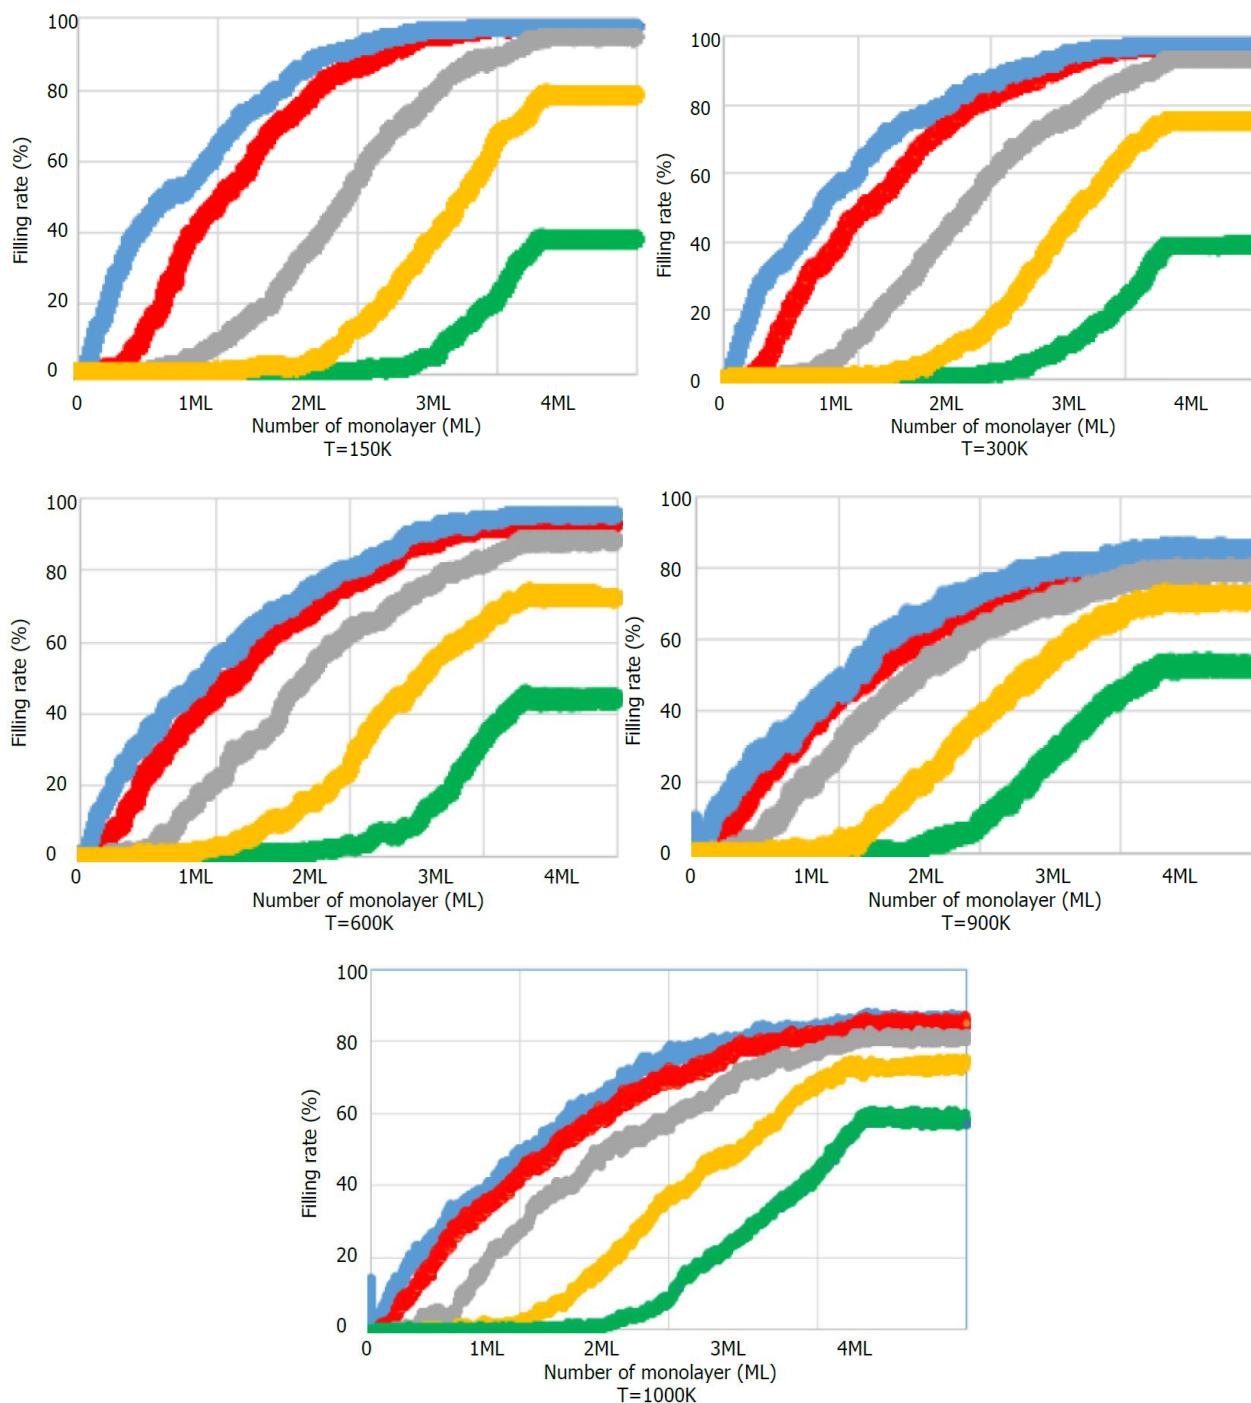 100
80
60
40
20
0
Filling rate (%)
0 1ML 2ML 3ML 4ML
Number of monolayer (ML)
T=150K
100
80
60
40
20
0
Filling rate (%)
0 1ML 2ML 3ML 4ML
Number of monolayer (ML)
T=300K
100
80
60
40
20
0
Filling rate (%)
0 1ML 2ML 3ML 4ML
Number of monolayer (ML)
T=600K
100
80
60
40
20
0
Filling rate (%)
0 1ML 2ML 3ML 4ML
Number of monolayer (ML)
T=900K
100
80
60
40
20
0
Filling rate (%)
0 1ML 2ML 3ML 4ML
Number of monolayer (ML)
T=1000K